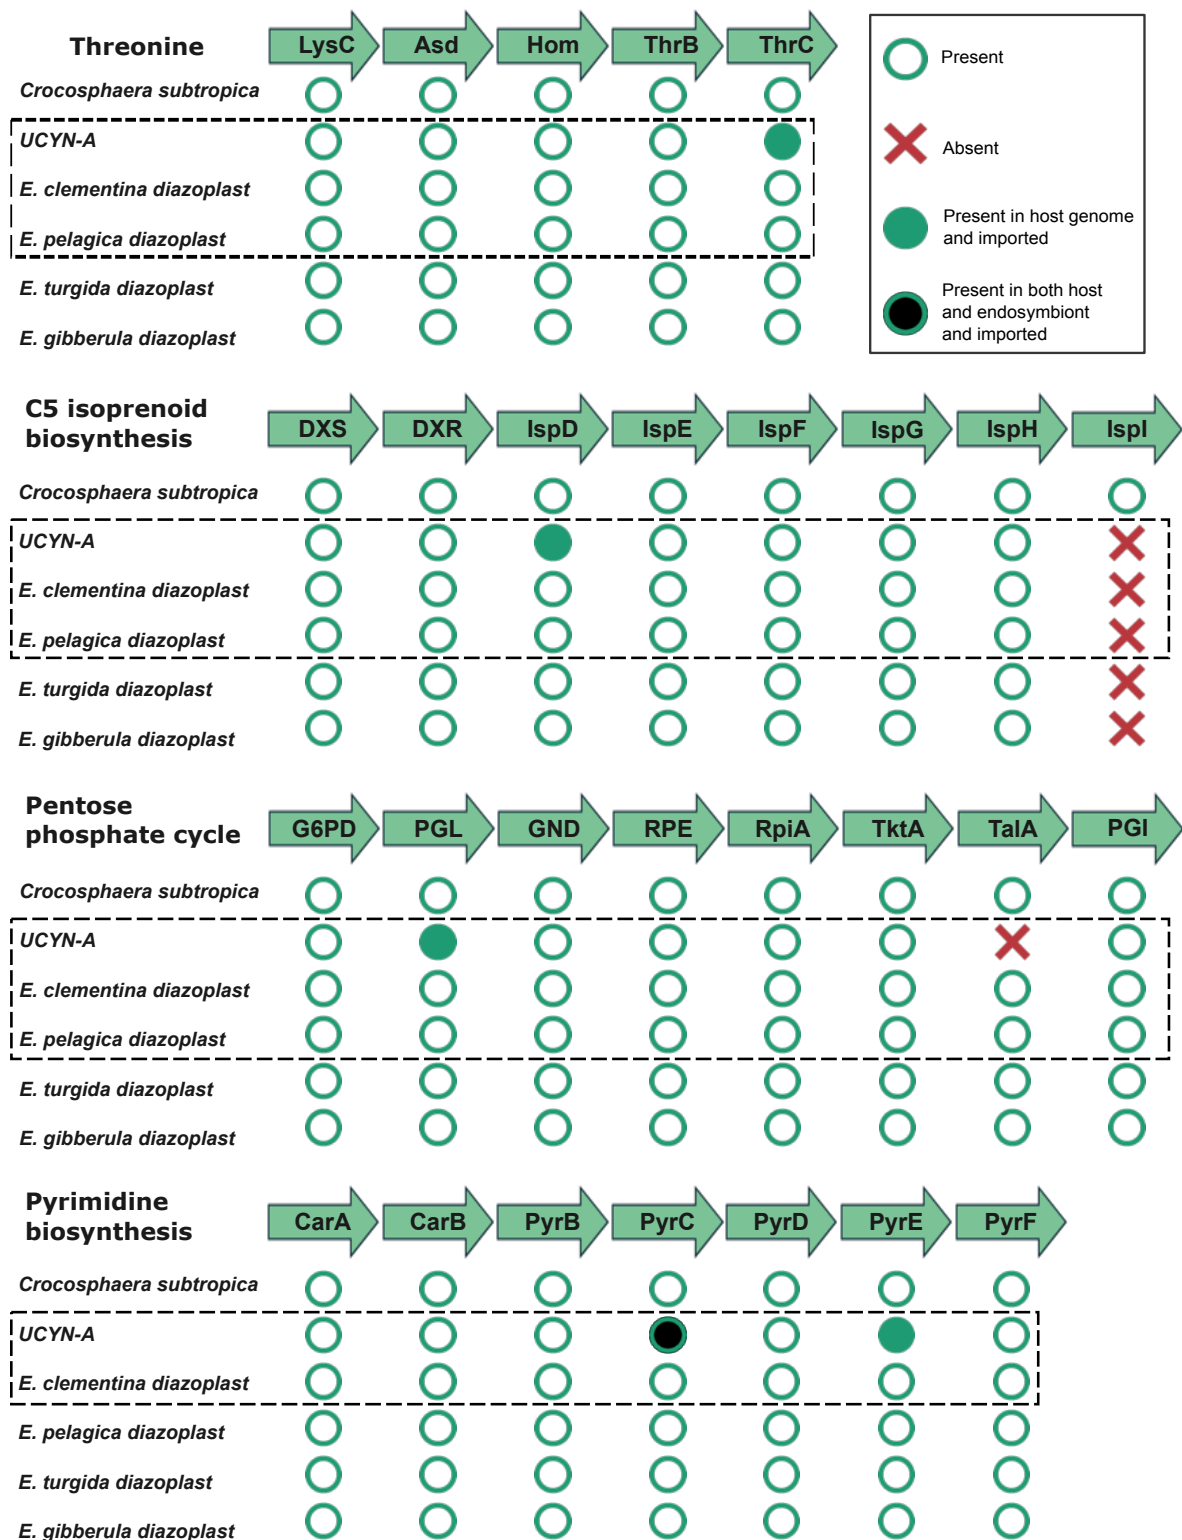 Threonine
LysC Asd Hom ThrB ThrC
Crocosphaera subtropica
UCYN-A
E. clementina diazoplast
E. pelagica diazoplast
E. turgida diazoplast
E. gibberula diazoplast
Present
Absent
Present in host genome
and imported
Present in both host
and endosymbiont
and imported
C5 isoprenoid
biosynthesis
DXS DXR IspD IspE IspF IspG IspH IspI
Crocosphaera subtropica
UCYN-A
E. clementina diazoplast
E. pelagica diazoplast
E. turgida diazoplast
E. gibberula diazoplast
Pentose
phosphate cycle
G6PD PGL GND RPE RpiA TktA TalA PGI
Crocosphaera subtropica
UCYN-A
E. clementina diazoplast
E. pelagica diazoplast
E. turgida diazoplast
E. gibberula diazoplast
Pyrimidine
biosynthesis
CarA CarB PyrB PyrC PyrD PyrE PyrF
Crocosphaera subtropica
UCYN-A
E. clementina diazoplast
E. pelagica diazoplast
E. turgida diazoplast
E. gibberula diazoplast